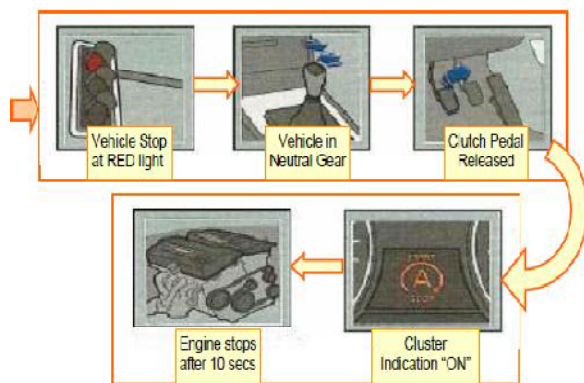 Vehicle Stop
at RED light
Vehicle in
Neutral Gear
Clutch Pedal
Released
A
Cluster
Indication "ON"
Engine stops
after 10 secs